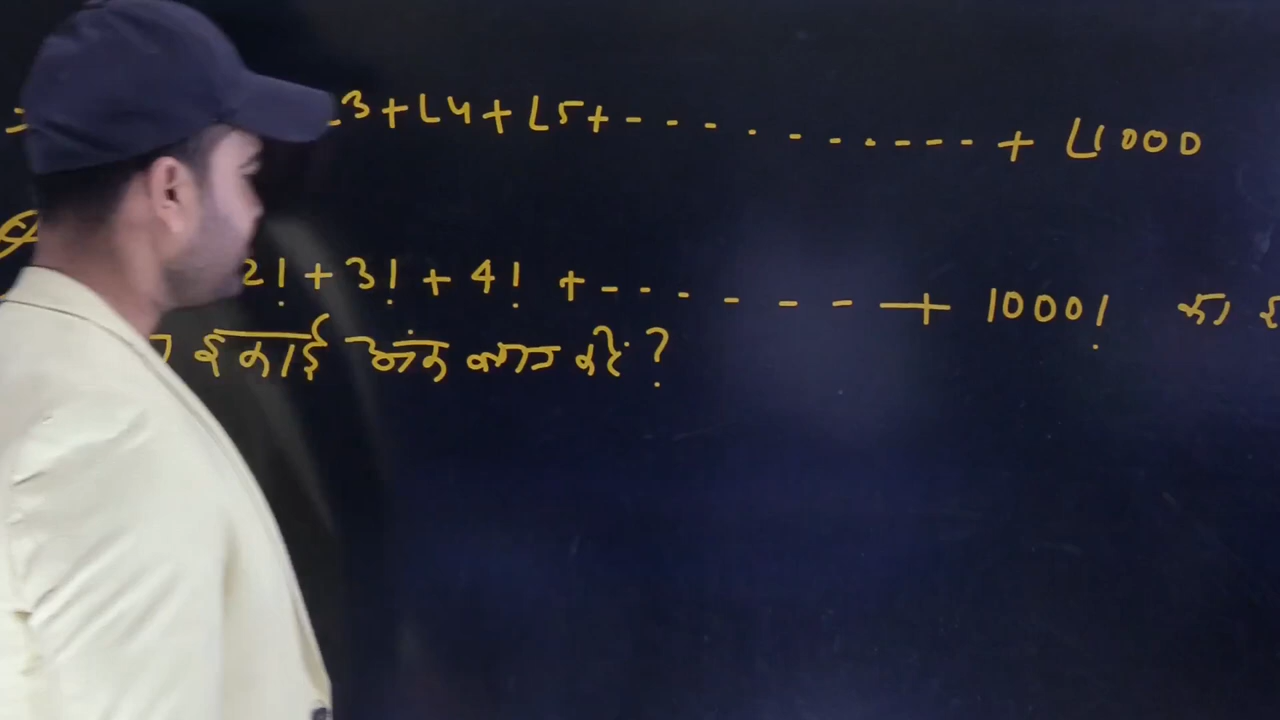 ∟3 + ∟4 + ∟5 + - - - - - - - - - - + ∟1000
2! + 3! + 4! + - - - - - - + 1000! का
इकाई अंक क्या है ?